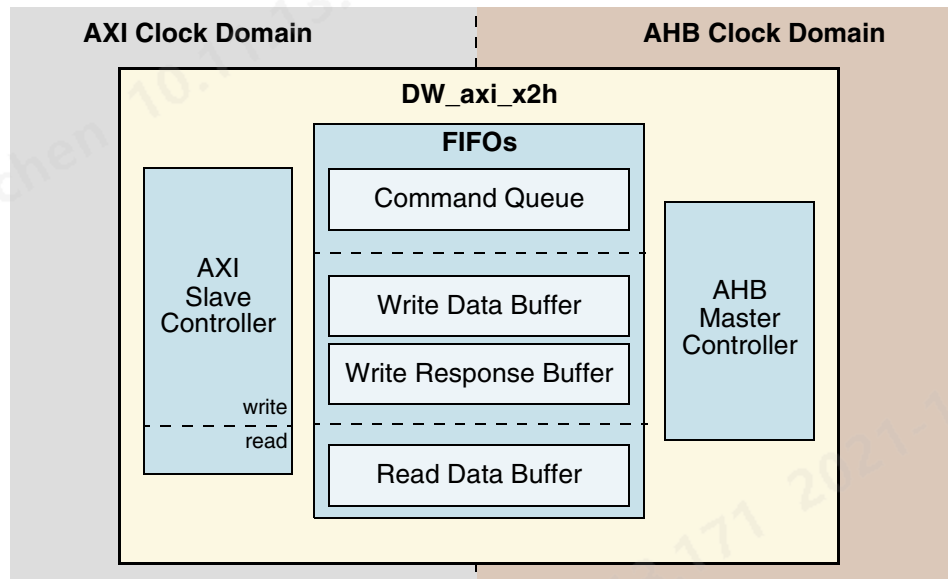 AXI Clock Domain
AHB Clock Domain
DW_axi_x2h
FIFOs
Command Queue
AXI
Slave
Controller
write
read
Write Data Buffer
Write Response Buffer
Read Data Buffer
AHB
Master
Controller